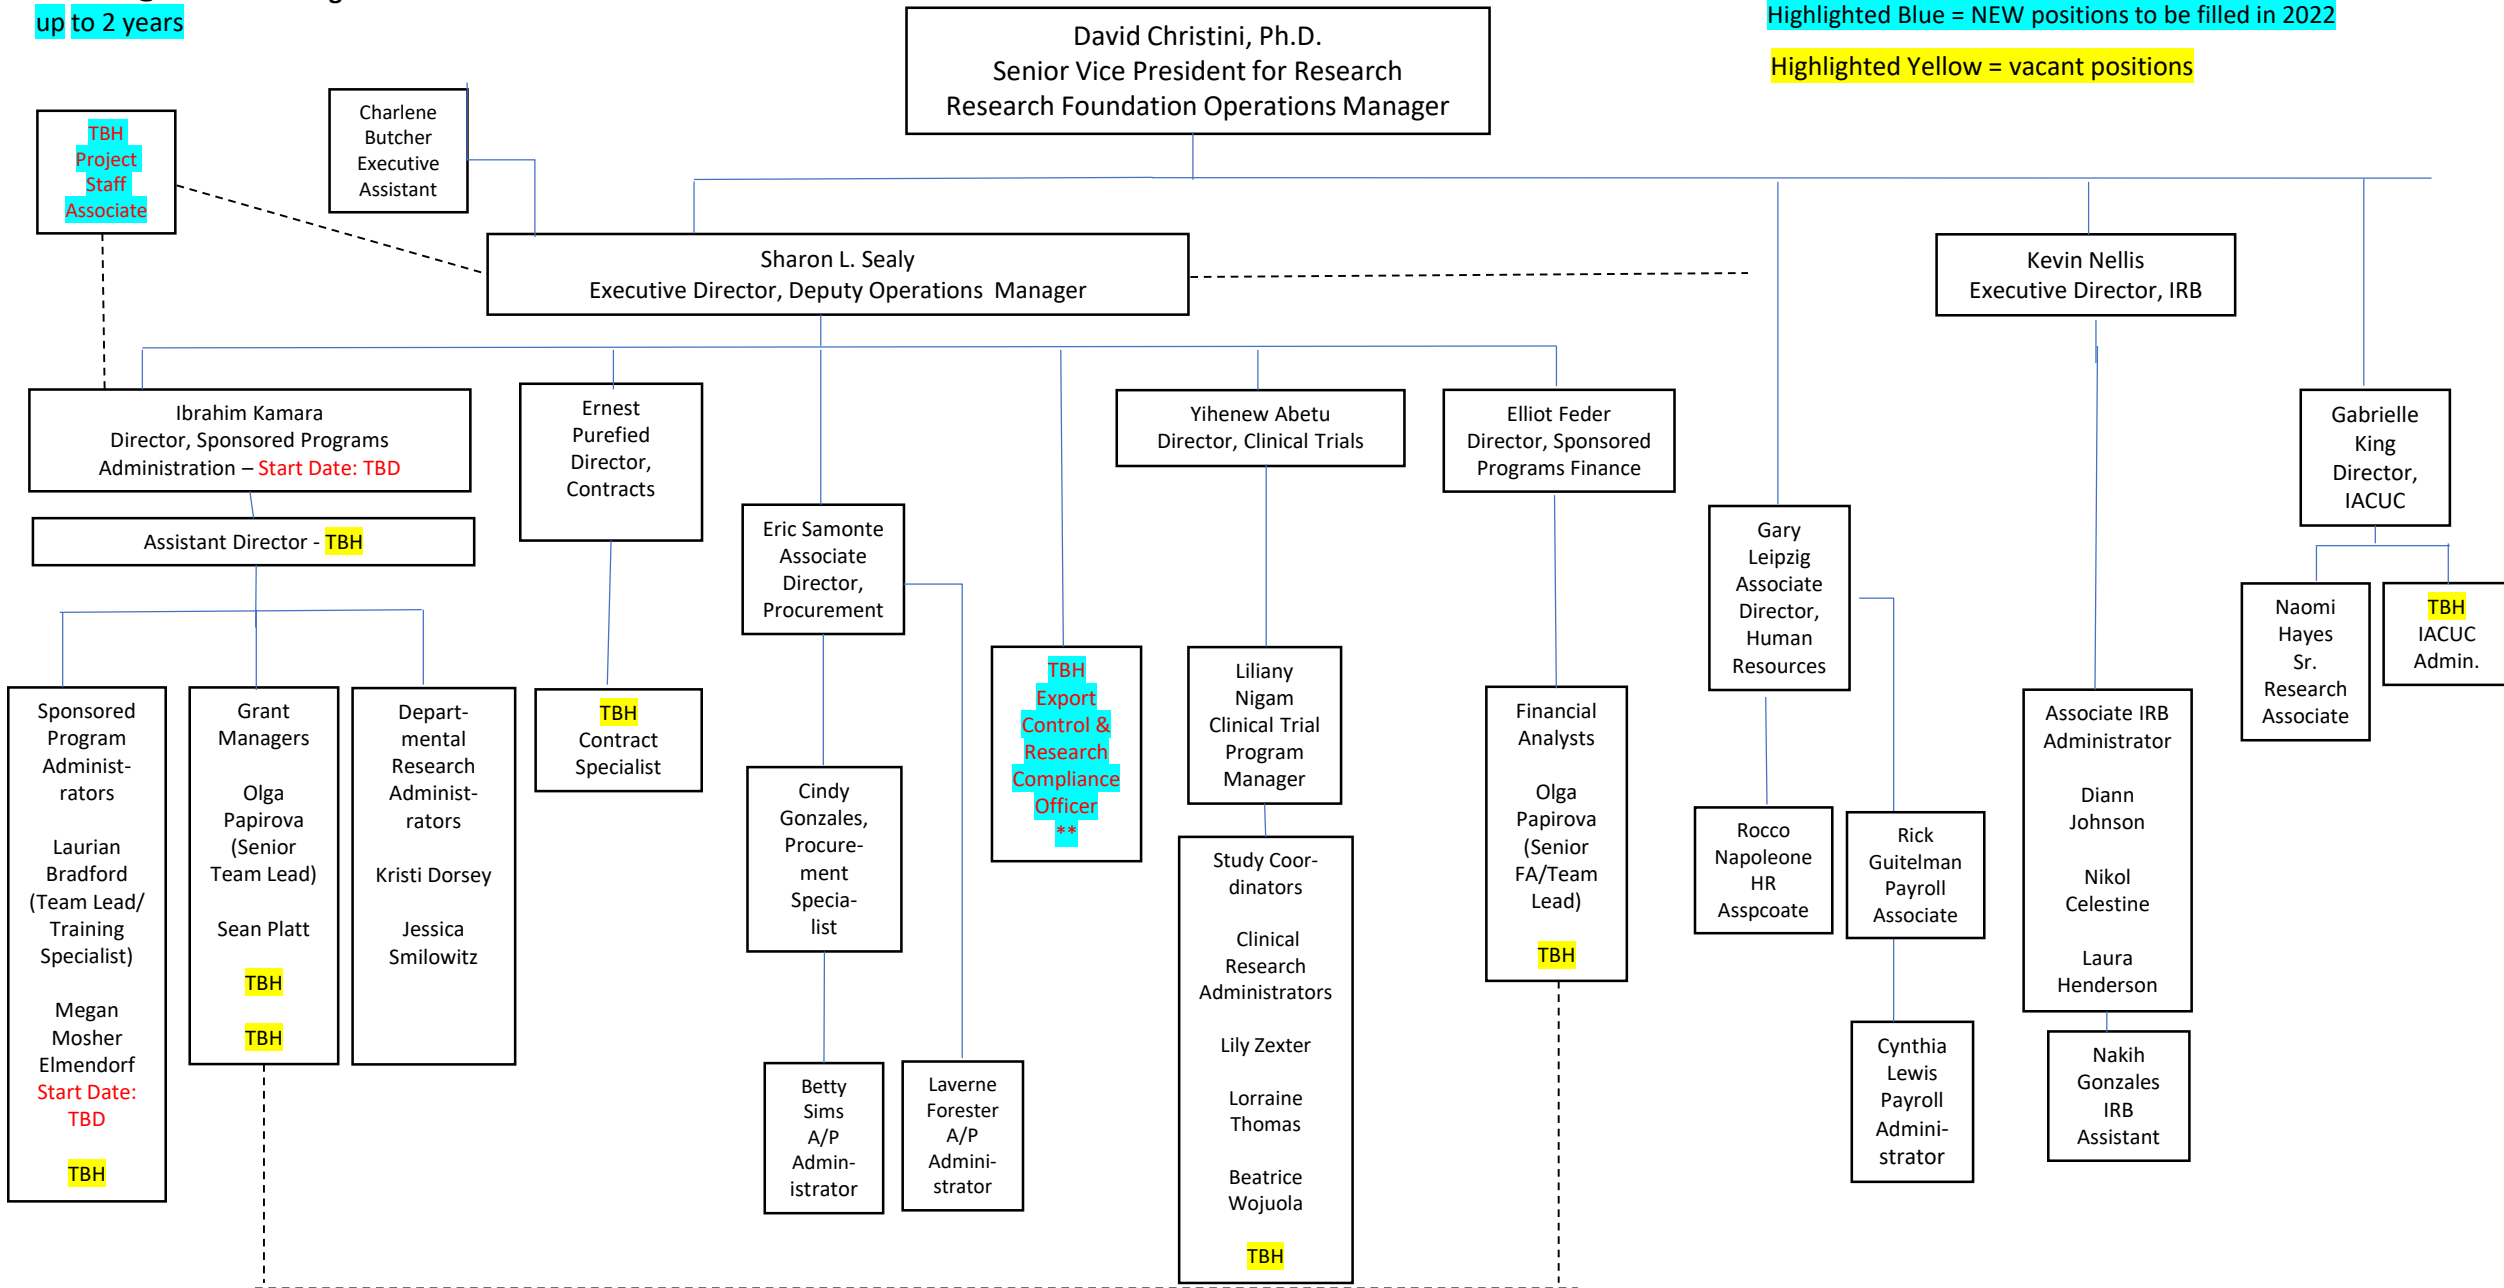 up to 2 years
Highlighted Blue = NEW positions to be filled in 2022
Highlighted Yellow = vacant positions
David Christini, Ph.D.
Senior Vice President for Research
Research Foundation Operations Manager
TBH
Project
Staff
Associate
Charlene
Butcher
Executive
Assistant
Sharon L. Sealy
Executive Director, Deputy Operations Manager
Kevin Nellis
Executive Director, IRB
Ibrahim Kamara
Director, Sponsored Programs
Administration – Start Date: TBD
Ernest
Purefied
Director,
Contracts
Yihenew Abetu
Director, Clinical Trials
Elliot Feder
Director, Sponsored
Programs Finance
Gabrielle
King
Director,
IACUC
Assistant Director - TBH
Eric Samonte
Associate
Director,
Procurement
Gary
Leipzig
Associate
Director,
Human
Resources
Naomi
Hayes
Sr.
Research
Associate
TBH
IACUC
Admin.
Sponsored
Program
Administ-
rators
Laurian
Bradford
(Team Lead/
Training
Specialist)
Megan
Mosher
Elmendorf
Start Date:
TBD
TBH
Grant
Managers
Olga
Papirova
(Senior
Team Lead)
Sean Platt
TBH
TBH
Depart-
mental
Research
Administ-
rators
Kristi Dorsey
Jessica
Smilowitz
TBH
Contract
Specialist
Cindy
Gonzales,
Procure-
ment
Specia-
list
TBH
Export
Control &
Research
Compliance
Officer
**
Liliany
Nigam
Clinical Trial
Program
Manager
Study Coor-
dinators
Clinical
Research
Administrators
Lily Zexter
Lorraine
Thomas
Beatrice
Wojuola
TBH
Financial
Analysts
Olga
Papirova
(Senior
FA/Team
Lead)
TBH
Rocco
Napoleone
HR
Asspcoate
Rick
Guitelman
Payroll
Associate
Associate IRB
Administrator
Diann
Johnson
Nikol
Celestine
Laura
Henderson
Betty
Sims
A/P
Admin-
istrator
Laverne
Forester
A/P
Admini-
strator
Cynthia
Lewis
Payroll
Admini-
strator
Nakih
Gonzales
IRB
Assistant